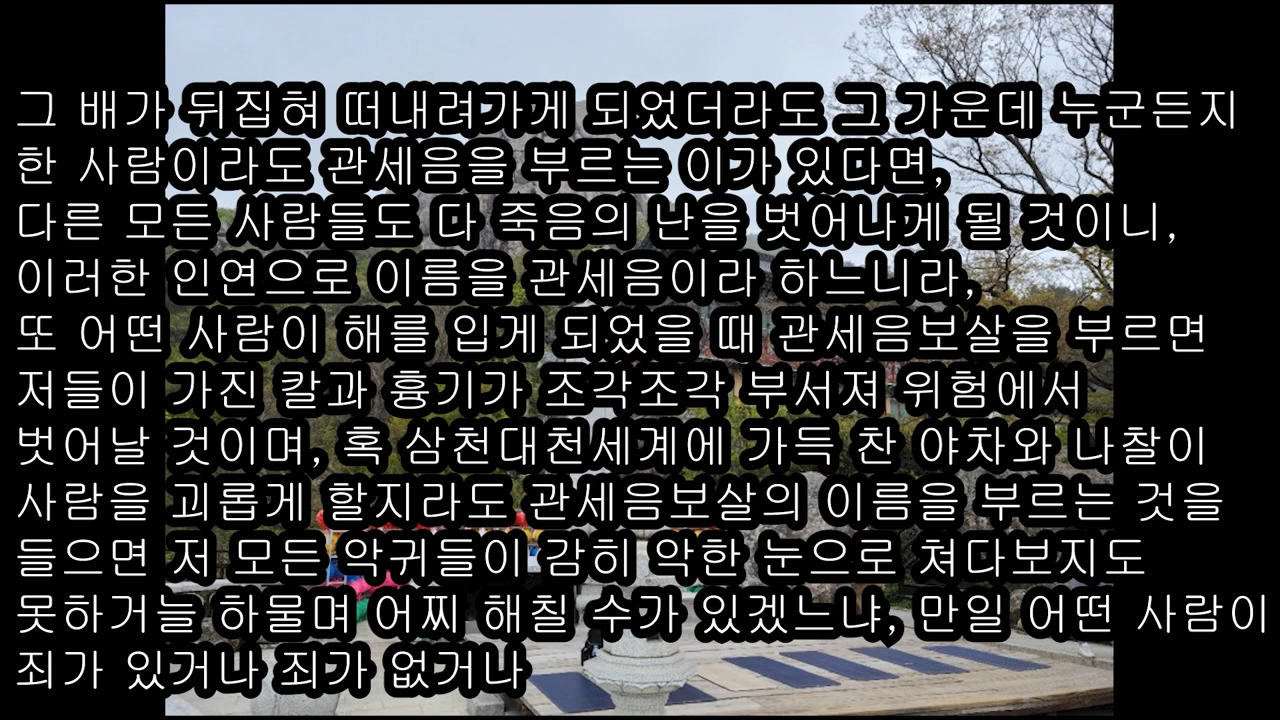 그 배가 뒤집혀 떠내려가게 되었더라도 그 가운데 누군든지
한 사람이라도 관세음을 부르는 이가 있다면,
다른 모든 사람들도 다 죽음의 난을 벗어나게 될 것이니,
이러한 인연으로 이름을 관세음이라 하느니라,
또 어떤 사람이 해를 입게 되었을 때 관세음보살을 부르면
저들이 가진 칼과 흉기가 조각조각 부서져 위험에서
벗어날 것이며, 혹 삼천대천세계에 가득 찬 야차와 나찰이
사람을 괴롭게 할지라도 관세음보살의 이름을 부르는 것을
들으면 저 모든 악귀들이 감히 악한 눈으로 쳐다보지도
못하거늘 하물며 어찌 해칠 수가 있겠느냐, 만일 어떤 사람이
죄가 있거나 죄가 없거나